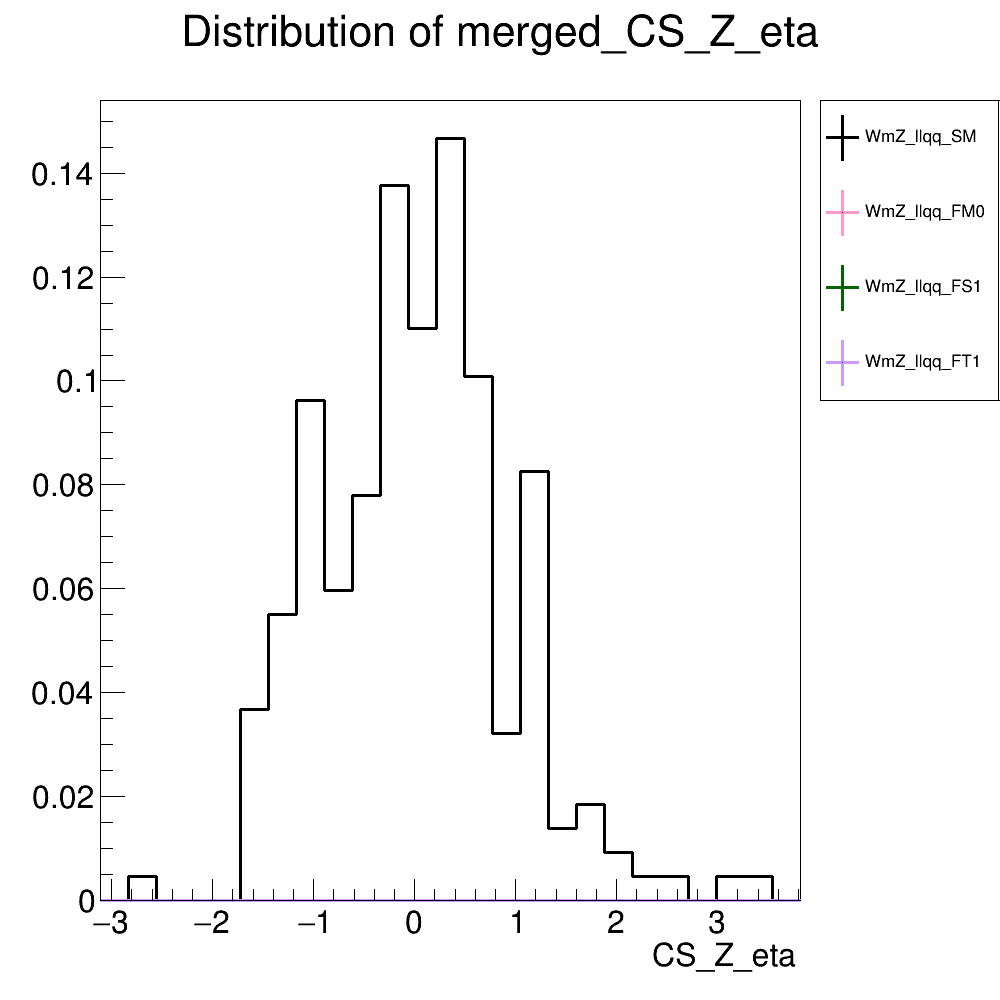 Distribution of merged_CS_Z_eta
WmZ_llqq_SM
WmZ_llqq_FM0
WmZ_llqq_FS1
WmZ_llqq_FT1
0.14
0.12
0.1
0.08
0.06
0.04
0.02
0
−3 −2 −1 0 1 2 3
CS_Z_eta